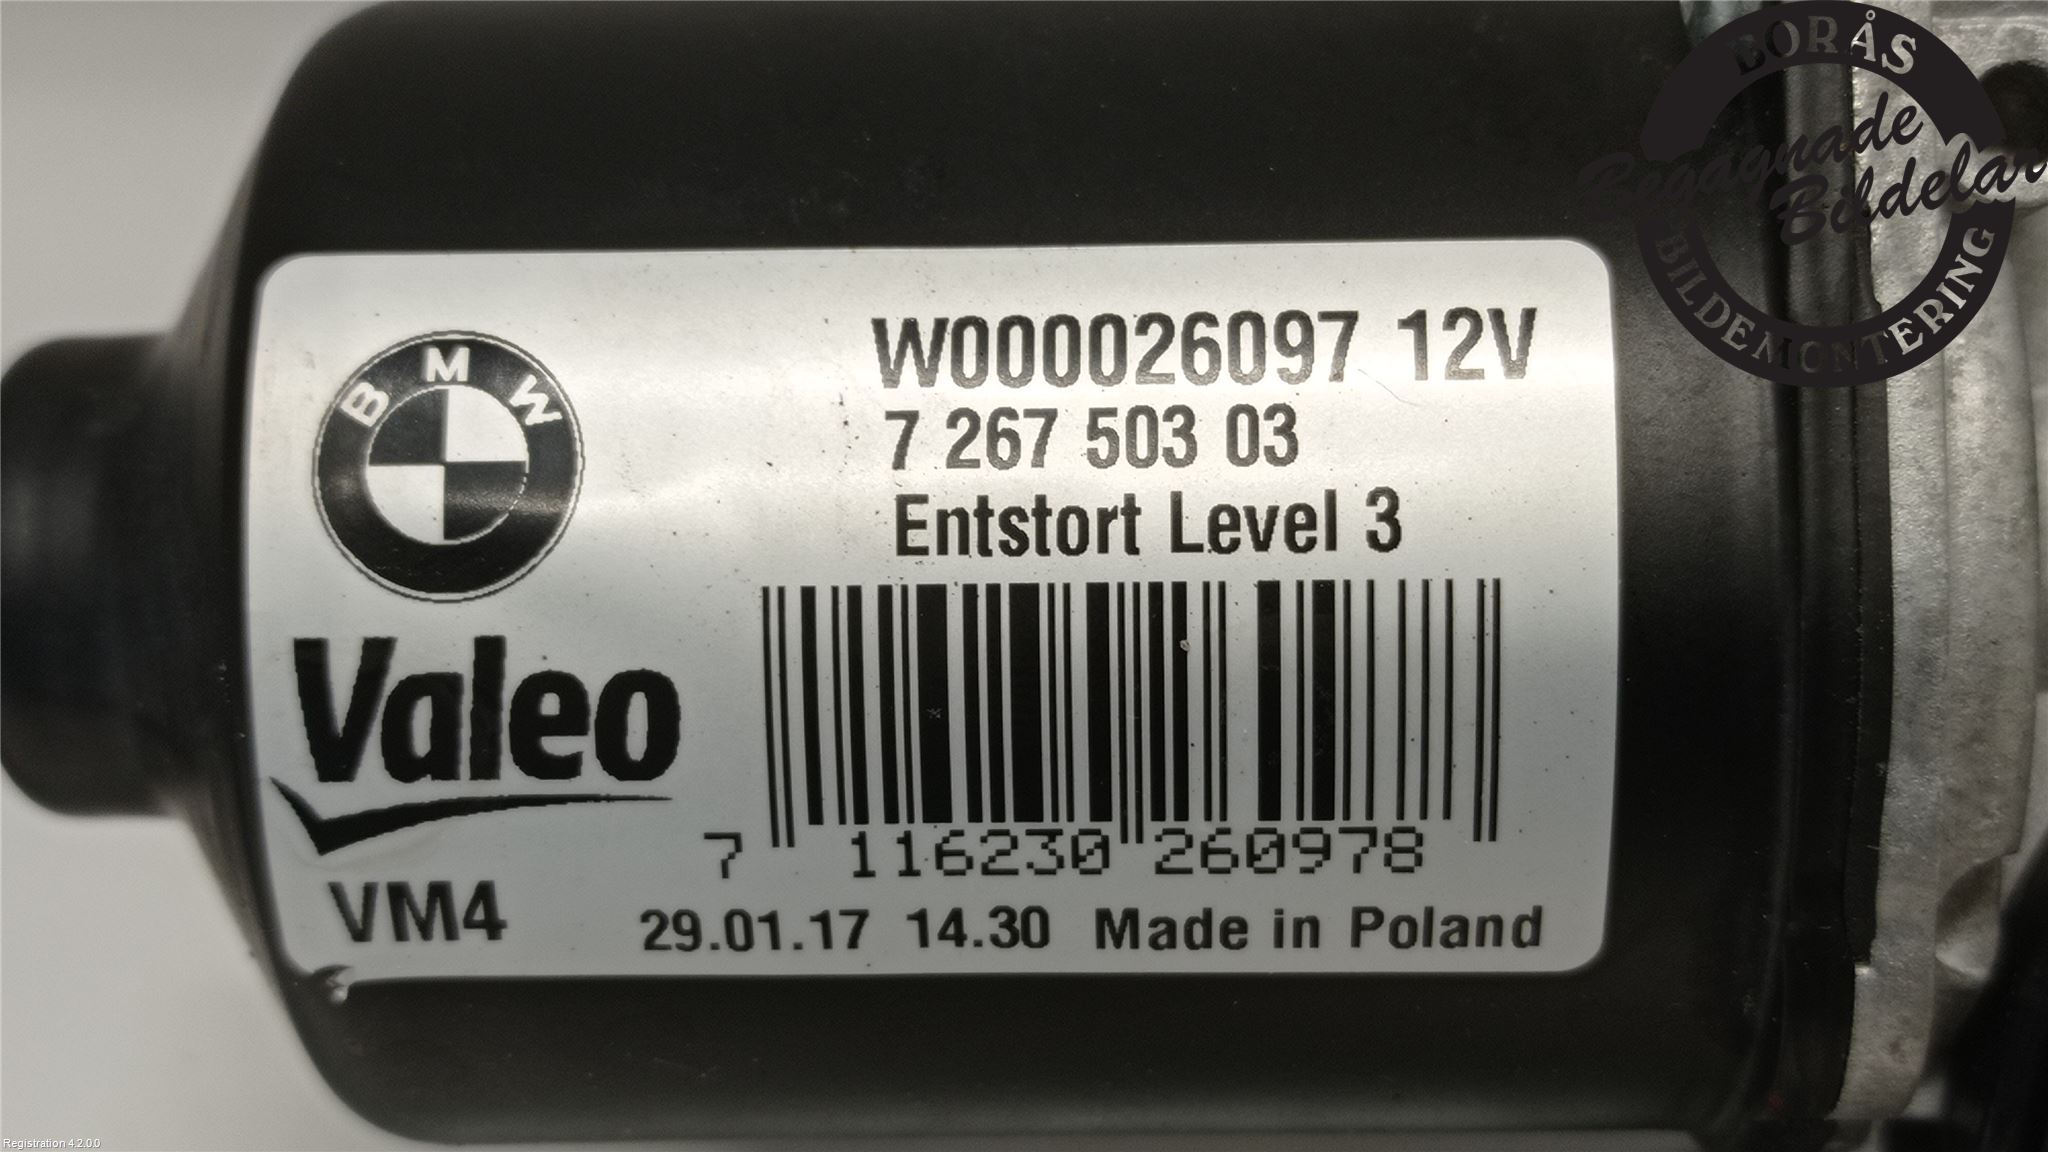 BORÅS
Begagnade
Bildelar
BILDEMONTERING
BMW
W000026097 12V
7 267 503 03
Entstort Level 3
Valeo
7 116230 260978
VM4
29.01.17 14.30 Made in Poland
Registration 4.2.0.0